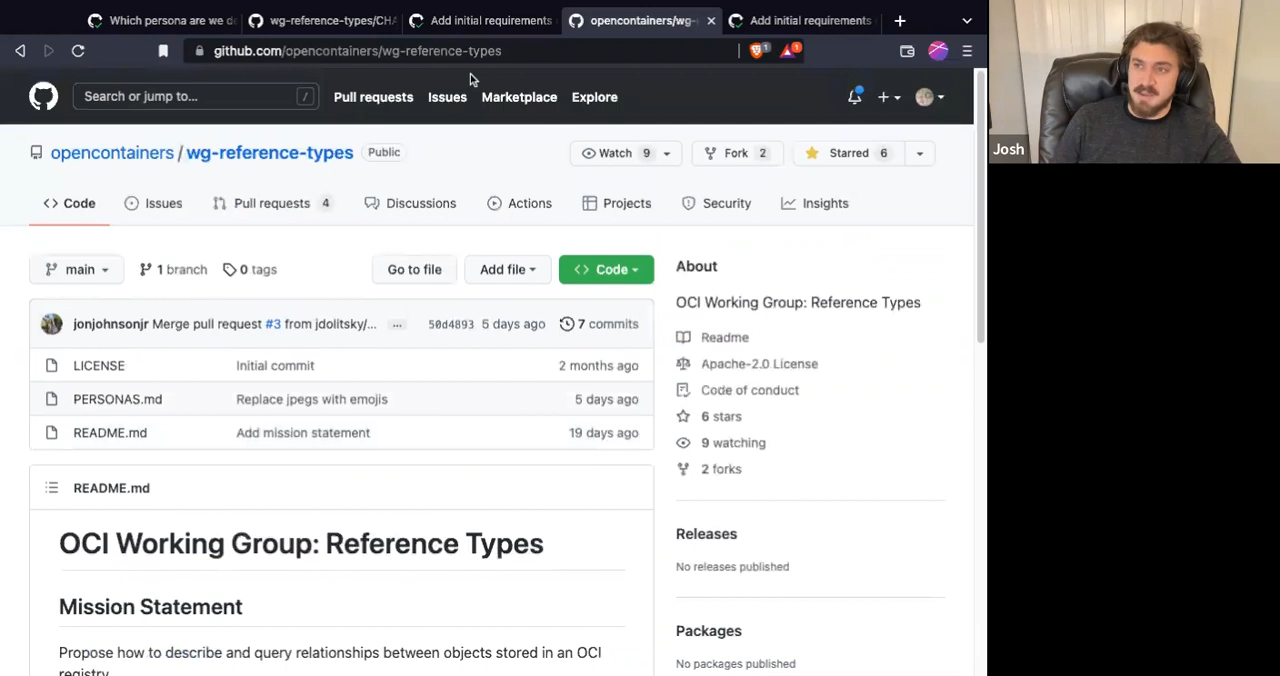 Which persona are we d
wg-reference-types/CHA
Add initial requirements
opencontainers/wg-
Add initial requirements
github.com/opencontainers/wg-reference-types
1
1
Search or jump to...
/
Pull requests
Issues
Marketplace
Explore
Josh
opencontainers / wg-reference-types
Public
Watch 9
Fork 2
Starred 6
Code
Issues
Pull requests 4
Discussions
Actions
Projects
Security
Insights
main
1 branch
0 tags
Go to file
Add file
Code
jonjohnsonjr Merge pull request #3 from jdolitsky/... 50d4893 5 days ago 7 commits
LICENSE Initial commit 2 months ago
PERSONAS.md Replace jpegs with emojis 5 days ago
README.md Add mission statement 19 days ago
README.md
OCI Working Group: Reference Types
Mission Statement
Propose how to describe and query relationships between objects stored in an OCI
registry.
About
OCI Working Group: Reference Types
Readme
Apache-2.0 License
Code of conduct
6 stars
9 watching
2 forks
Releases
No releases published
Packages
No packages published